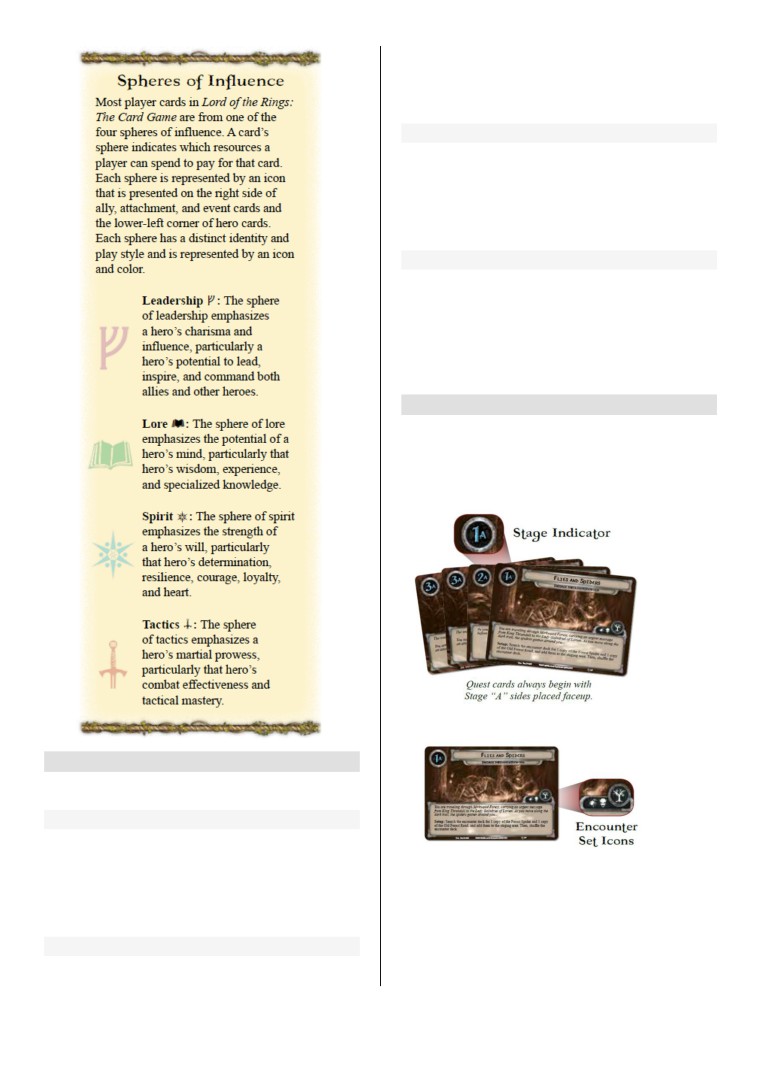 Spheres of Influence
Most player cards in Lord of the Rings:
The Card Game are from one of the
four spheres of influence. A card's
sphere indicates which resources a
player can spend to pay for that card.
Each sphere is represented by an icon
that is presented on the right side of
ally, attachment, and event cards and
the lower-left corner of hero cards.
Each sphere has a distinct identity and
play style and is represented by an icon
and color.
Leadership : The sphere
of leadership emphasizes
a hero's charisma and
influence, particularly a
hero's potential to lead,
inspire, and command both
allies and other heroes.
Lore : The sphere of lore
emphasizes the potential of a
hero's mind, particularly that
hero's wisdom, experience,
and specialized knowledge.
Spirit : The sphere of spirit
emphasizes the strength of
a hero's will, particularly
that hero's determination,
resilience, courage, loyalty,
and heart.
Tactics : The sphere
of tactics emphasizes a
hero's martial prowess,
particularly that hero's
combat effectiveness and
tactical mastery.
1A
Stage Indicator
3A
3A
2A
1A
Flies and Spiders
Quest cards always begin with
Stage “A” sides placed faceup.
1A
Flies and Spiders
Encounter
Set Icons